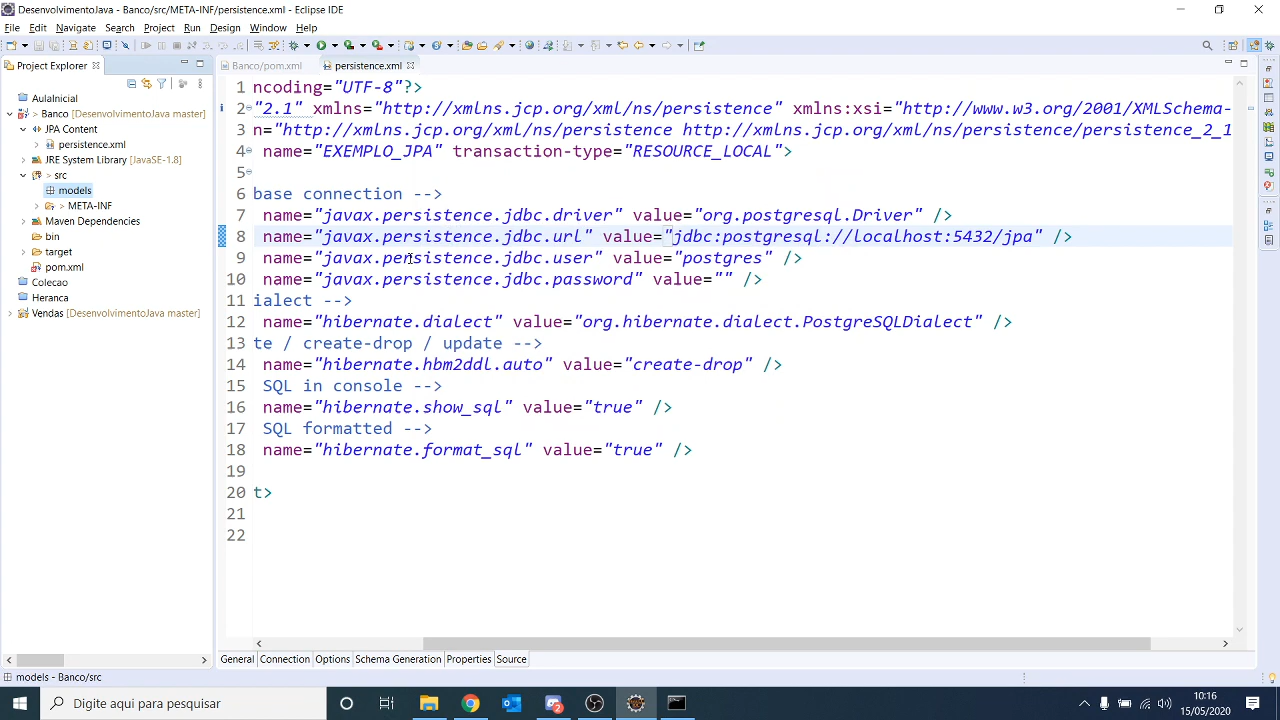 DesenvolvimentoJava - Banco/src/META-INF/persistence.xml - Eclipse IDE
File Edit Navigate Search Project Run Design Window Help
Project Explorer
Banco/pom.xml persistence.xml
AulaInicial
Banco [DesenvolvimentoJava master]
JPA Content
persistence.xml
JRE System Library [JavaSE-1.8]
src
models
META-INF
Maven Dependencies
bin
target
pom.xml
Colecao
Heranca
Vendas [DesenvolvimentoJava master]
1 ncoding="UTF-8"?>
2 "2.1" xmlns="http://xmlns.jcp.org/xml/ns/persistence" xmlns:xsi="http://www.w3.org/2001/XMLSchema-
3 n="http://xmlns.jcp.org/xml/ns/persistence http://xmlns.jcp.org/xml/ns/persistence/persistence_2_1
4 name="EXEMPLO_JPA" transaction-type="RESOURCE_LOCAL">
5
6 base connection -->
7 name="javax.persistence.jdbc.driver" value="org.postgresql.Driver" />
8 name="javax.persistence.jdbc.url" value="jdbc:postgresql://localhost:5432/jpa" />
9 name="javax.persistence.jdbc.user" value="postgres" />
10 name="javax.persistence.jdbc.password" value="" />
11 ialect -->
12 name="hibernate.dialect" value="org.hibernate.dialect.PostgreSQLDialect" />
13 te / create-drop / update -->
14 name="hibernate.hbm2ddl.auto" value="create-drop" />
15 SQL in console -->
16 name="hibernate.show_sql" value="true" />
17 SQL formatted -->
18 name="hibernate.format_sql" value="true" />
19
20 t>
21
22
General Connection Options Schema Generation Properties Source
models - Banco/src
Digite aqui para pesquisar
10:16
15/05/2020